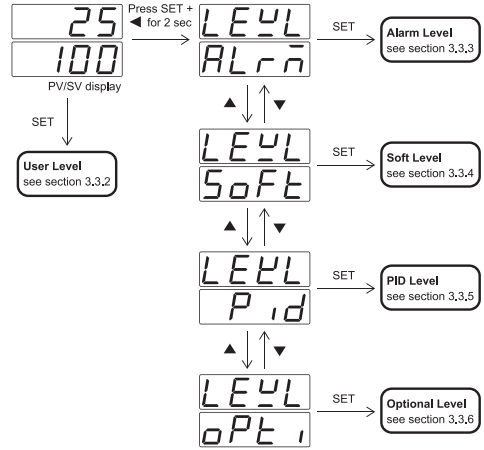 25
100
PV/SV display
Press SET +
◄ for 2 sec
LEVL
ALrm
SET
Alarm Level
see section 3.3.3
SET
User Level
see section 3.3.2
▲ ▼
LEVL
SoFt
SET
Soft Level
see section 3.3.4
▲ ▼
LEVL
Pid
SET
PID Level
see section 3.3.5
▲ ▼
LEVL
oPti
SET
Optional Level
see section 3.3.6